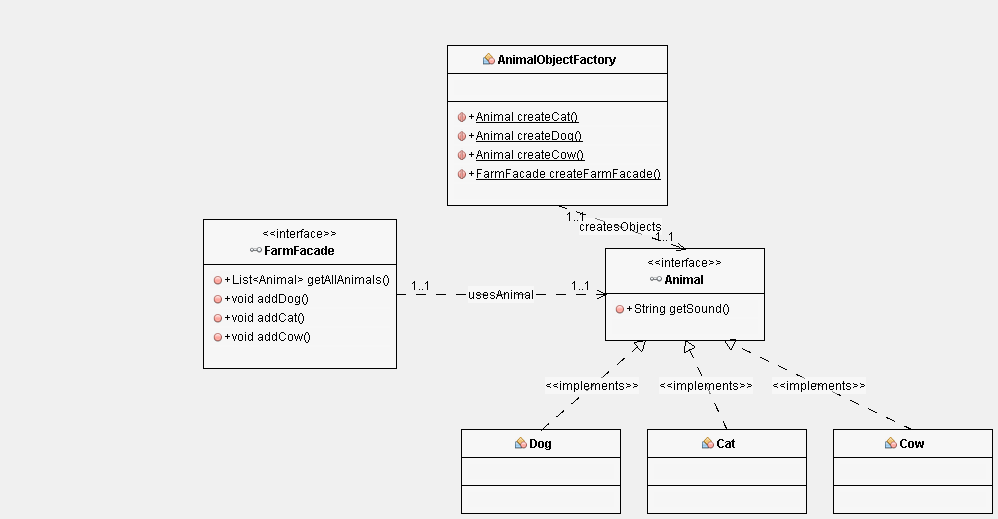 AnimalObjectFactory
+Animal createCat()
+Animal createDog()
+Animal createCow()
+FarmFacade createFarmFacade()
1..1
createsObjects
1..1
<<interface>>
FarmFacade
+List<Animal> getAllAnimals()
+void addDog()
+void addCat()
+void addCow()
1..1
usesAnimal
1..1
<<interface>>
Animal
+String getSound()
<<implements>>
<<implements>>
<<implements>>
Dog
Cat
Cow